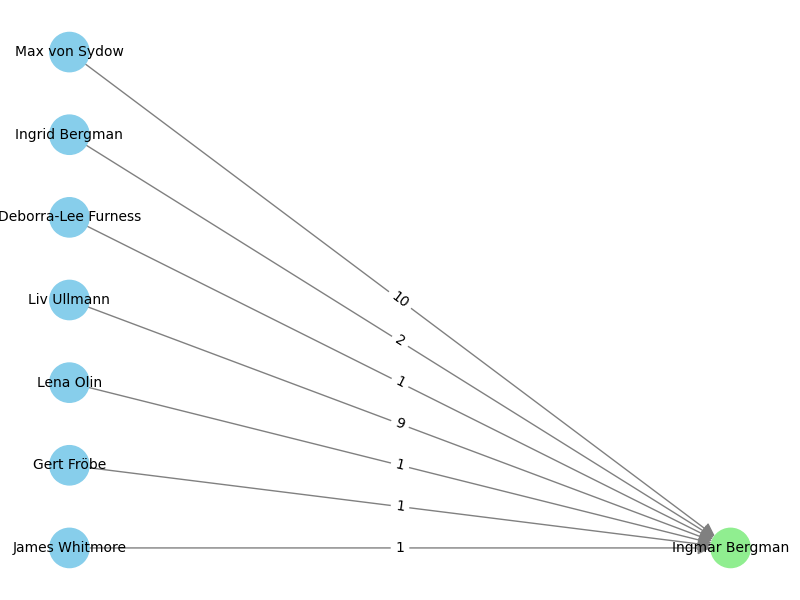 Max von Sydow
Ingrid Bergman
Deborra-Lee Furness
Liv Ullmann
Lena Olin
Gert Fröbe
James Whitmore
10
2
1
9
1
1
1
Ingmar Bergman